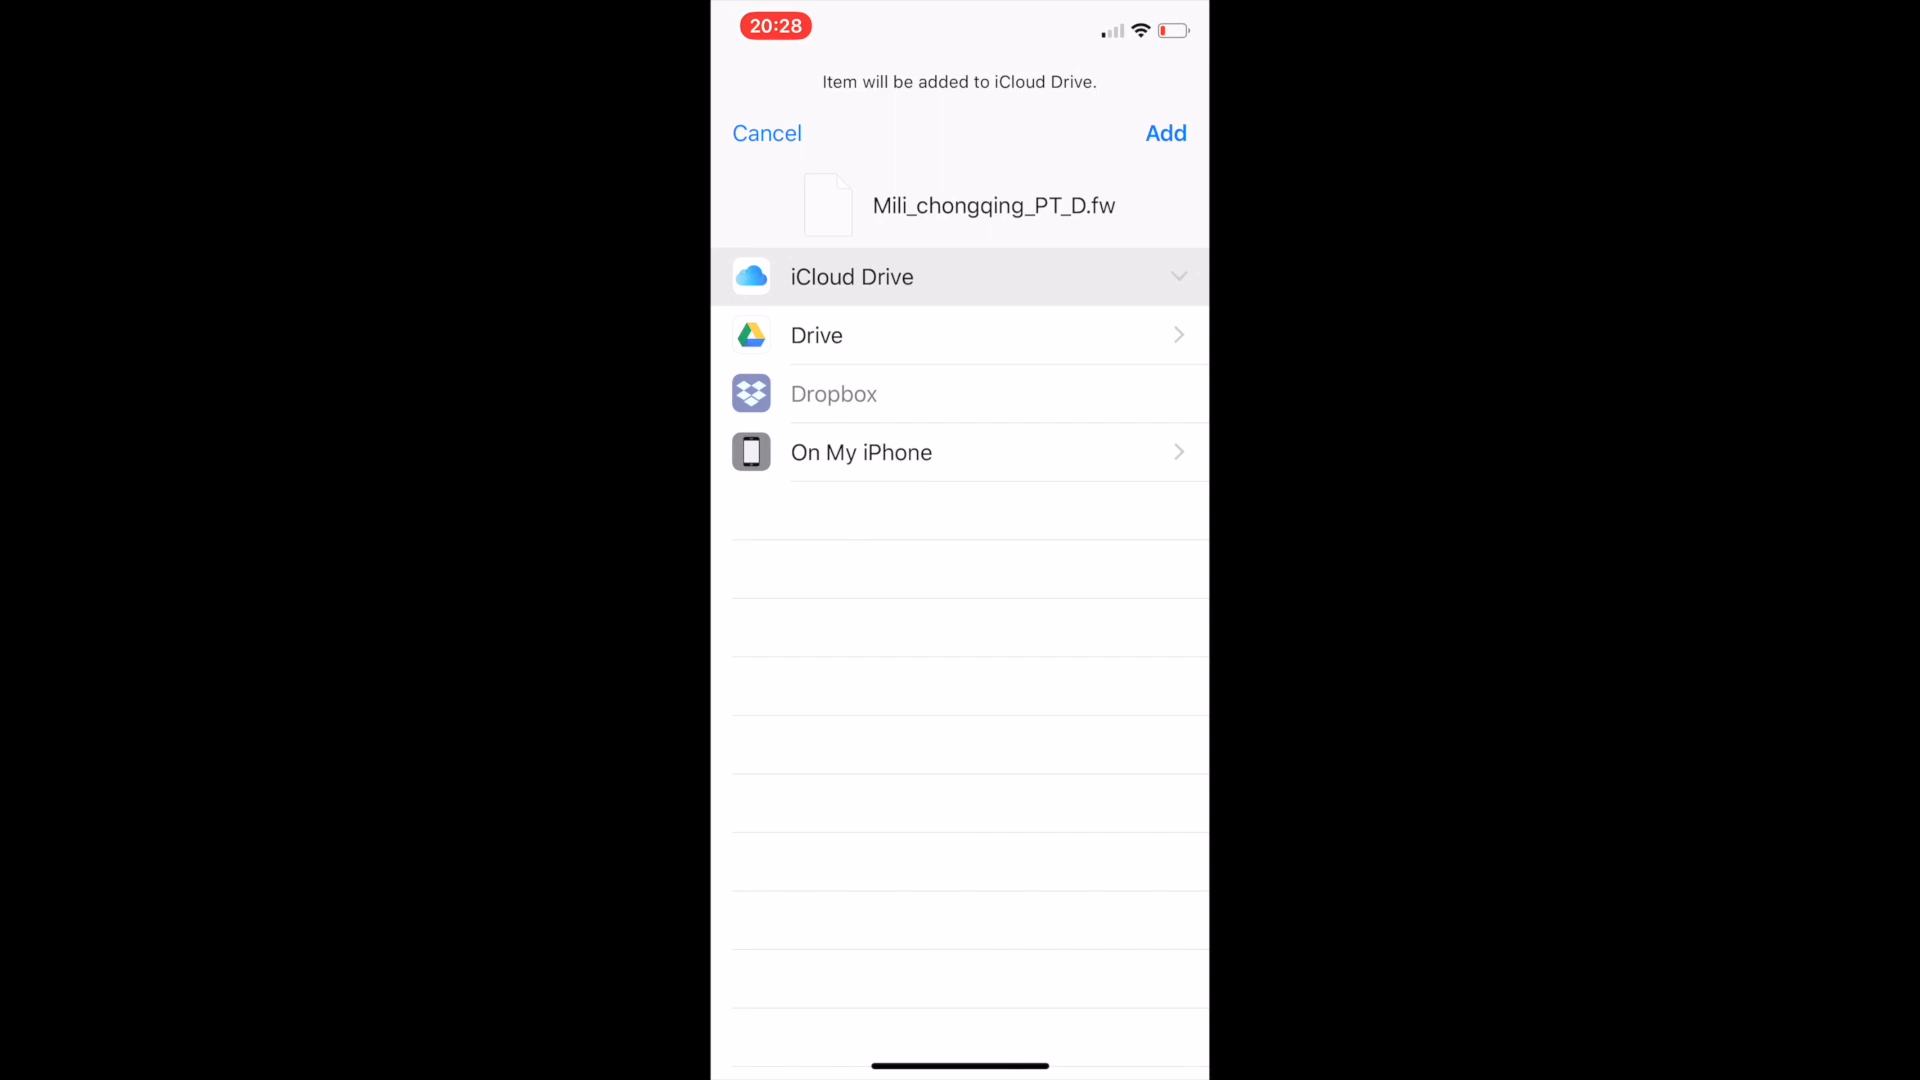 20:28
Item will be added to iCloud Drive.
Cancel
Add
Mili_chongqing_PT_D.fw
iCloud Drive
Drive
Dropbox
On My iPhone